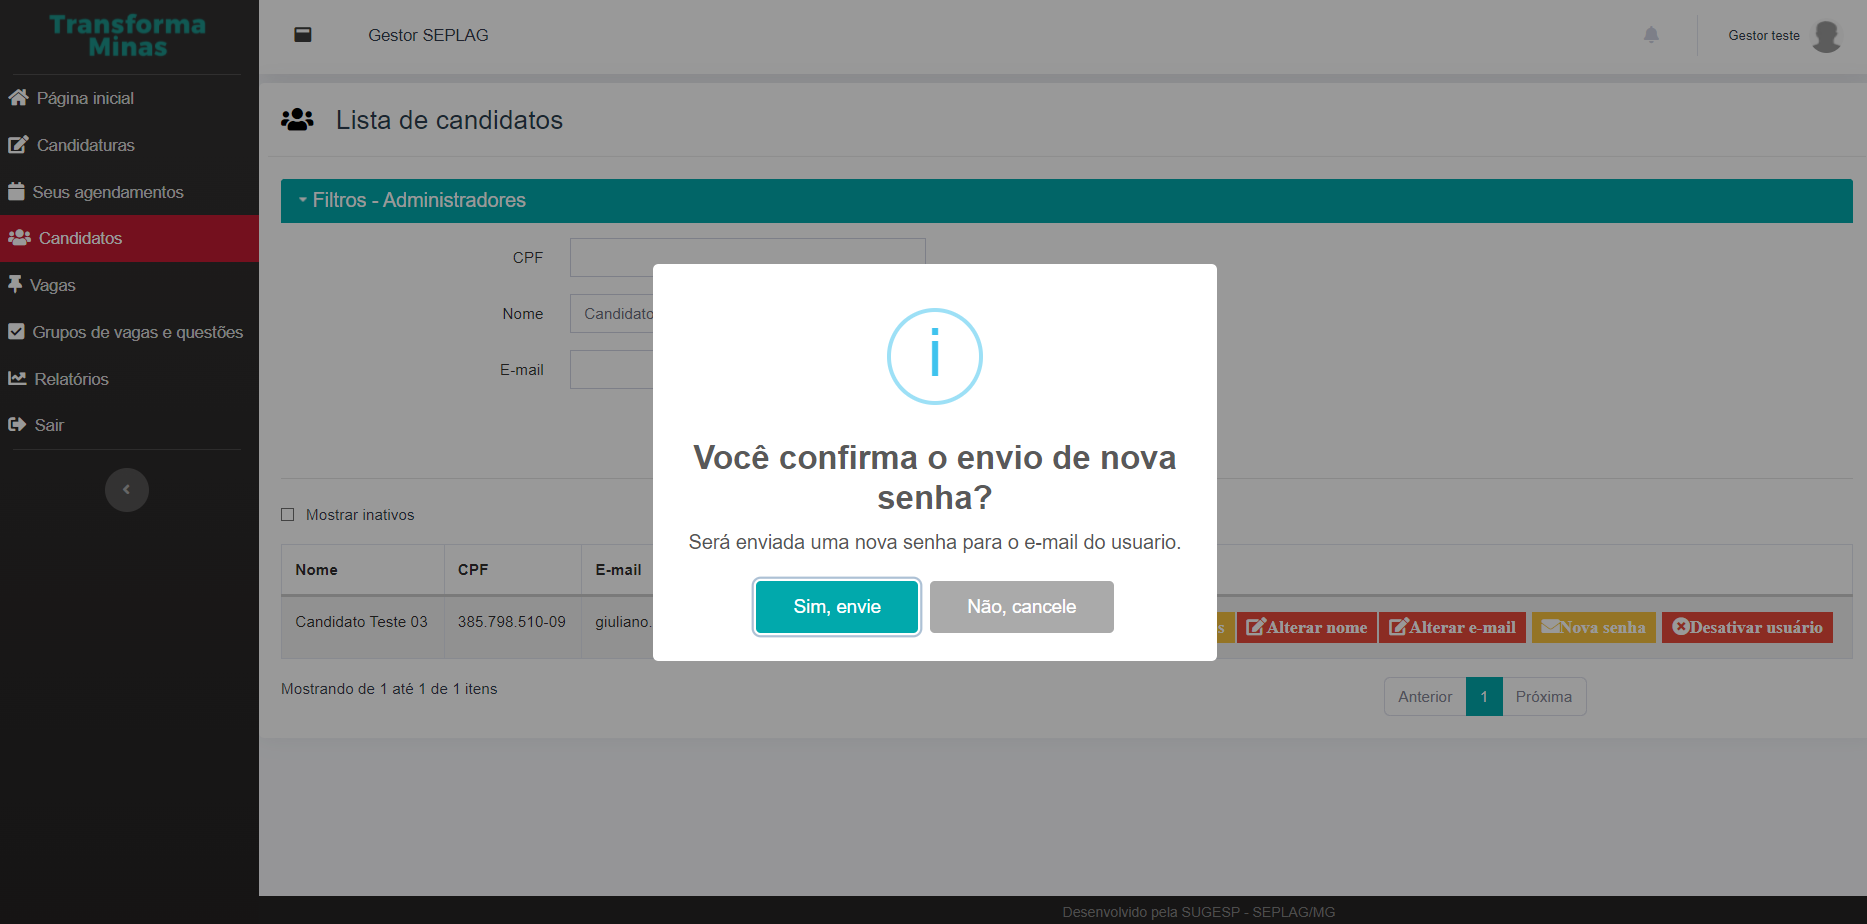 Transforma
Minas
Gestor SEPLAG
Gestor teste
Página inicial
Candidaturas
Seus agendamentos
Candidatos
Vagas
Grupos de vagas e questões
Relatórios
Sair
Lista de candidatos
Filtros - Administradores
CPF
Nome
Candidato
E-mail
Você confirma o envio de nova
senha?
Será enviada uma nova senha para o e-mail do usuario.
Sim, envie
Não, cancele
Mostrar inativos
Nome CPF E-mail
Candidato Teste 03 385.798.510-09 giuliano. s Alterar nome Alterar e-mail Nova senha Desativar usuário
Mostrando de 1 até 1 de 1 itens
Anterior 1 Próxima
Desenvolvido pela SUGESP - SEPLAG/MG